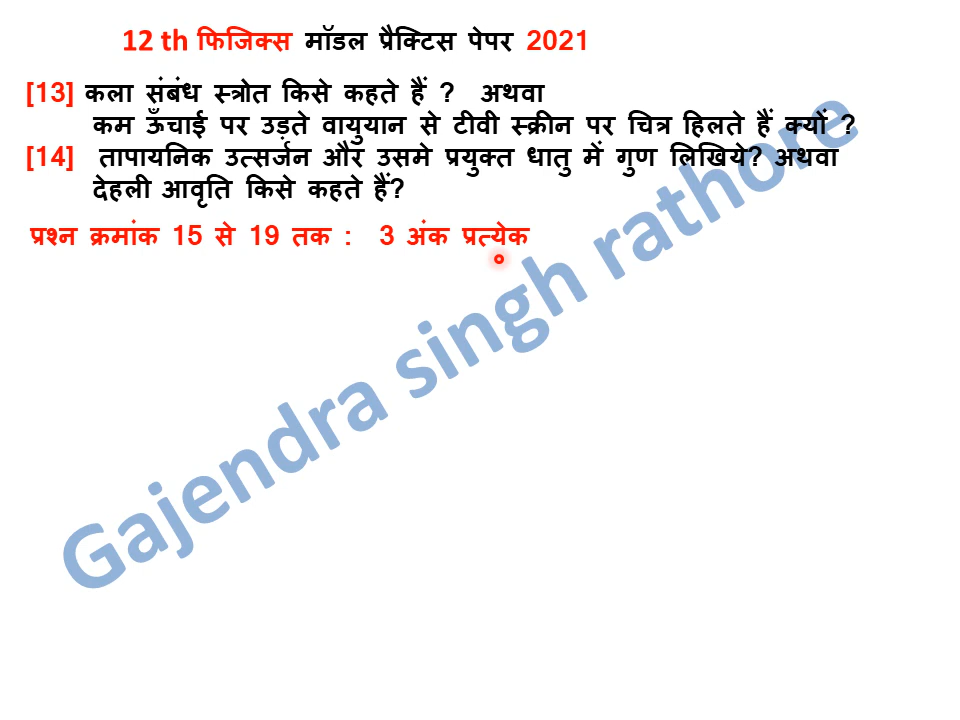 12 th फिजिक्स मॉडल प्रैक्टिस पेपर 2021
[13] कला संबंध स्त्रोत किसे कहते हैं ? अथवा
कम ऊँचाई पर उड़ते वायुयान से टीवी स्क्रीन पर चित्र हिलते हैं क्यों ?
[14] तापायनिक उत्सर्जन और उसमे प्रयुक्त धातु में गुण लिखिये? अथवा
देहली आवृति किसे कहते हैं?
प्रश्न क्रमांक 15 से 19 तक : 3 अंक प्रत्येक
Gajendra singh rathore